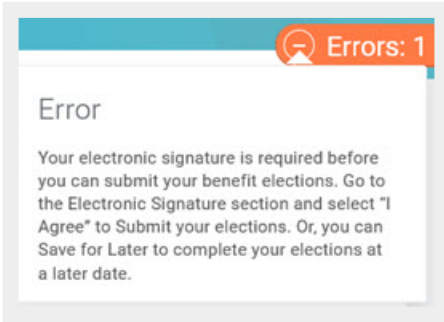 Errors: 1
Error
Your electronic signature is required before
you can submit your benefit elections. Go to
the Electronic Signature section and select “I
Agree” to Submit your elections. Or, you can
Save for Later to complete your elections at
a later date.